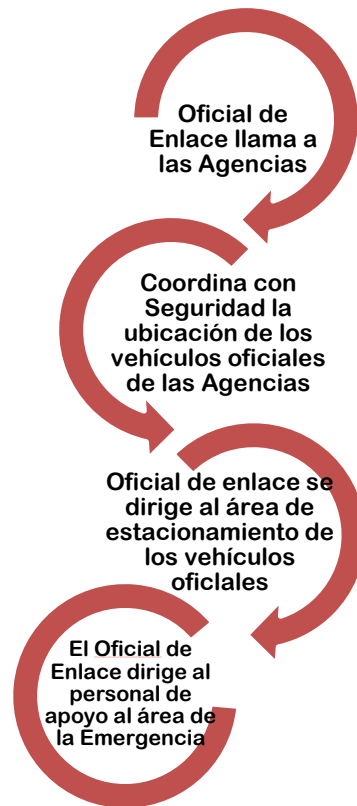 Oficial de
Enlace llama a
las Agencias
Coordina con
Seguridad la
ubicación de los
vehículos oficiales
de las Agencias
Oficial de enlace se
dirige al área de
estacionamiento de
los vehículos
oficlales
El Oficial de
Enlace dirige al
personal de
apoyo al área de
la Emergencia